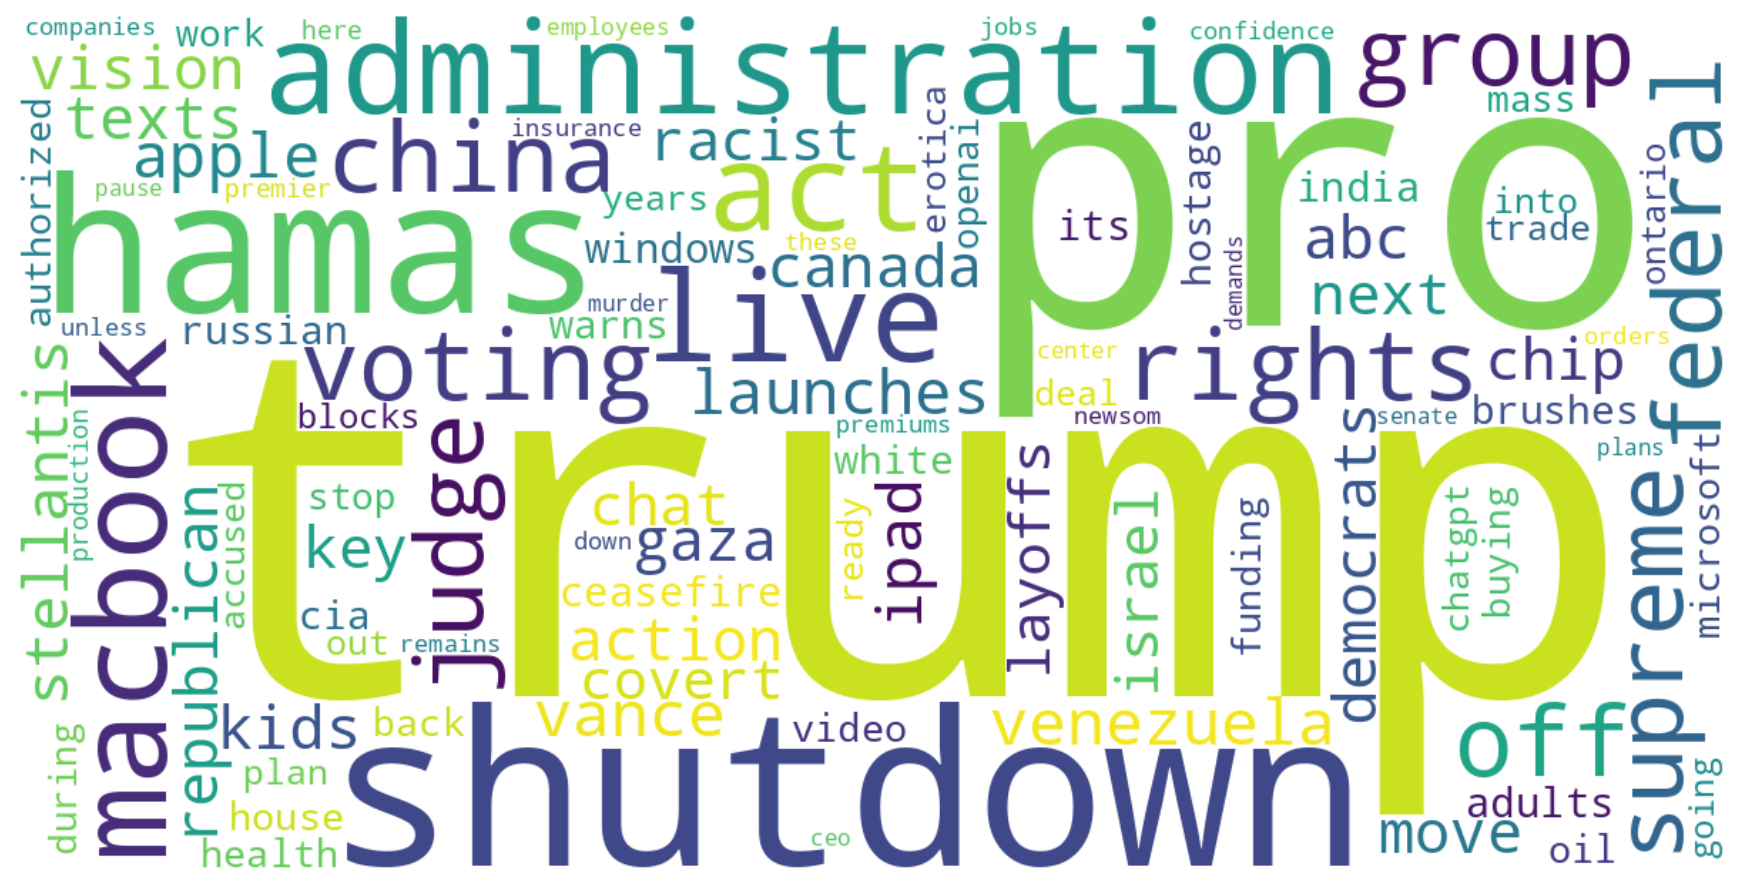 companies
work
here
employees
jobs
confidence
group
vision
administration
mass
texts
insurance
racist
erotica
openai
pro
hostage
federal
authorized
apple
china
act
india
ontario
pause
premier
years
its
into
abc
trade
hamas
windows
these
canada
live
demands
next
murder
warns
unless
russian
voting
center
rights
chip
orders
stellantis
macbook
launches
deal
blocks
judge
premiums
newsom
senate
brushes
production
trump
white
layoffs
democrats
plans
supreme
microsoft
republican
accused
stop
chat
ipad
israel
funding
chatgpt
buying
key
down
gaza
ready
ceasefire
cia
out
remains
action
covert
kids
back
vance
video
venezuela
off
during
plan
shutdown
adults
going
house
move
health
ceo
oil